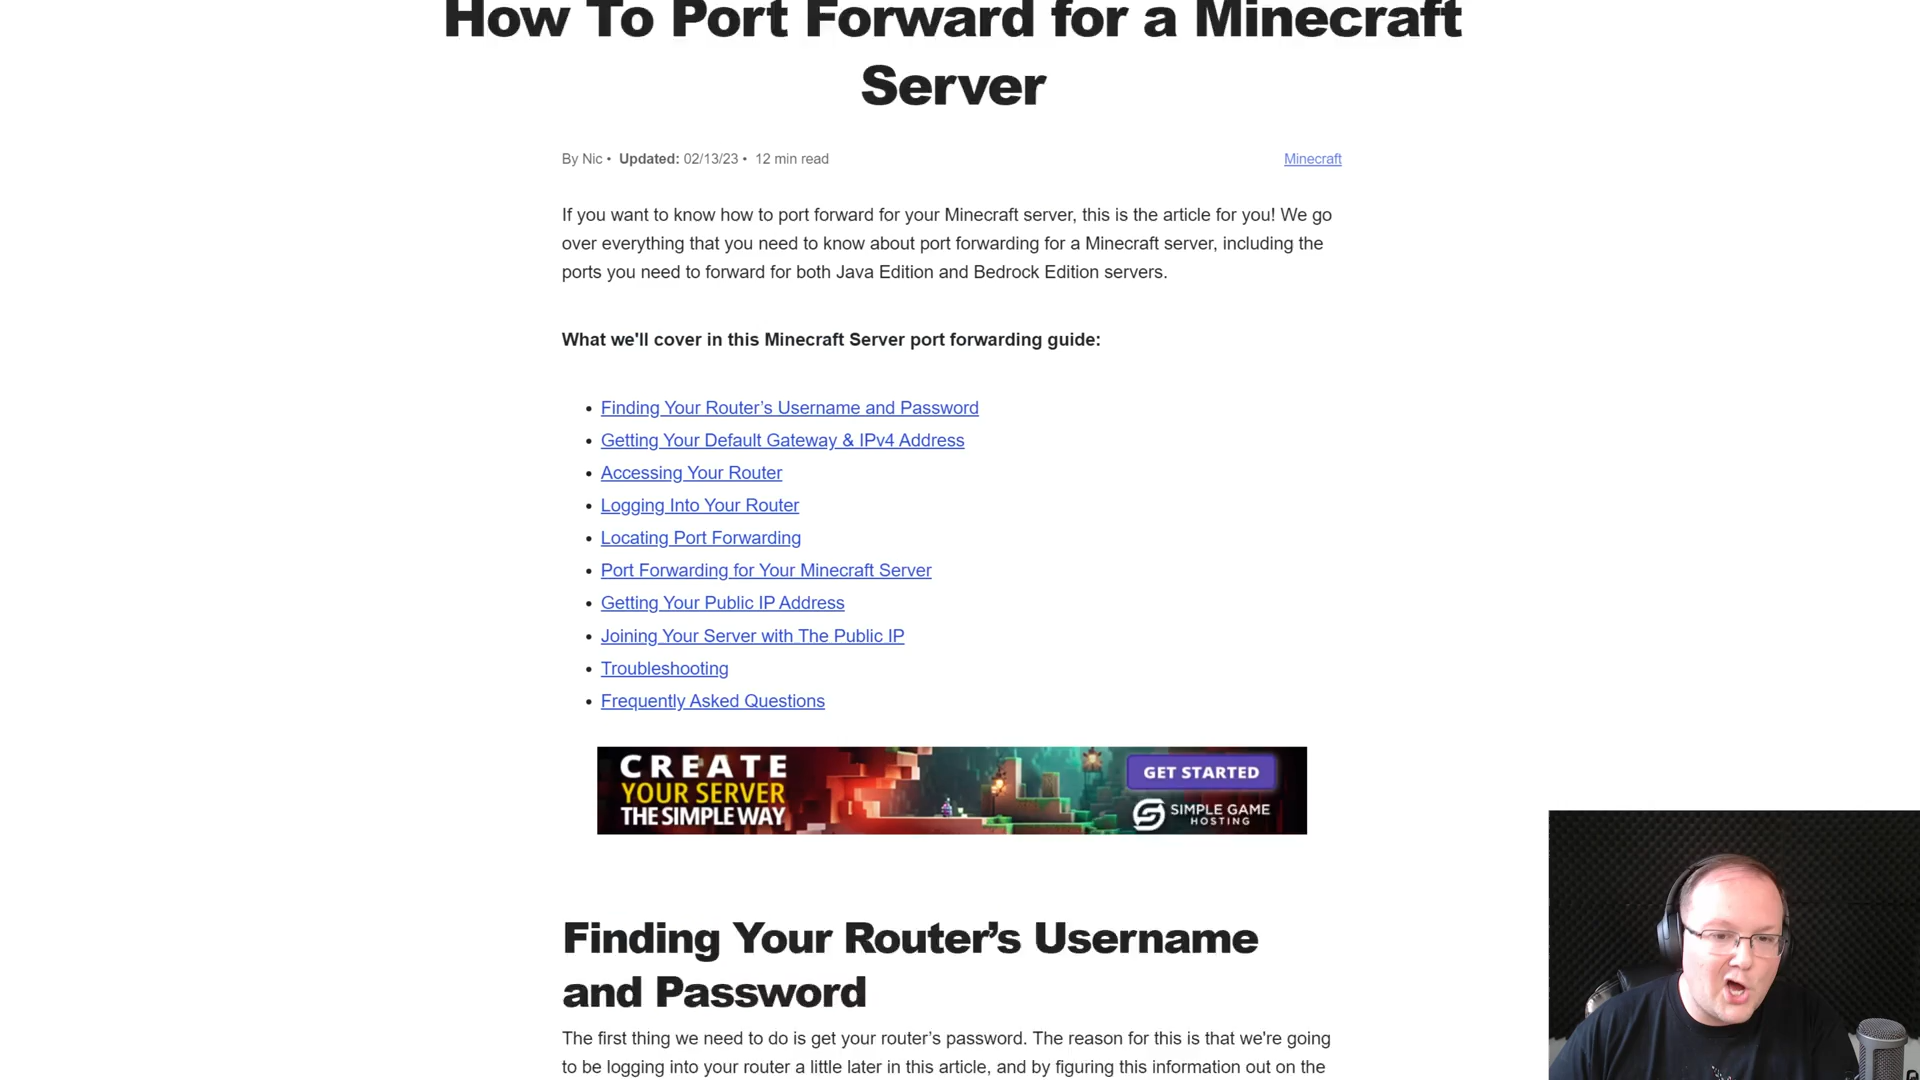 How To Port Forward for a Minecraft
Server
By Nic • Updated: 02/13/23 • 12 min read
Minecraft
If you want to know how to port forward for your Minecraft server, this is the article for you! We go
over everything that you need to know about port forwarding for a Minecraft server, including the
ports you need to forward for both Java Edition and Bedrock Edition servers.
What we'll cover in this Minecraft Server port forwarding guide:
• Finding Your Router’s Username and Password
• Getting Your Default Gateway & IPv4 Address
• Accessing Your Router
• Logging Into Your Router
• Locating Port Forwarding
• Port Forwarding for Your Minecraft Server
• Getting Your Public IP Address
• Joining Your Server with The Public IP
• Troubleshooting
• Frequently Asked Questions
CREATE
YOUR SERVER
THE SIMPLE WAY
GET STARTED
SIMPLE GAME
HOSTING
Finding Your Router’s Username
and Password
The first thing we need to do is get your router’s password. The reason for this is that we're going
to be logging into your router a little later in this article, and by figuring this information out on the